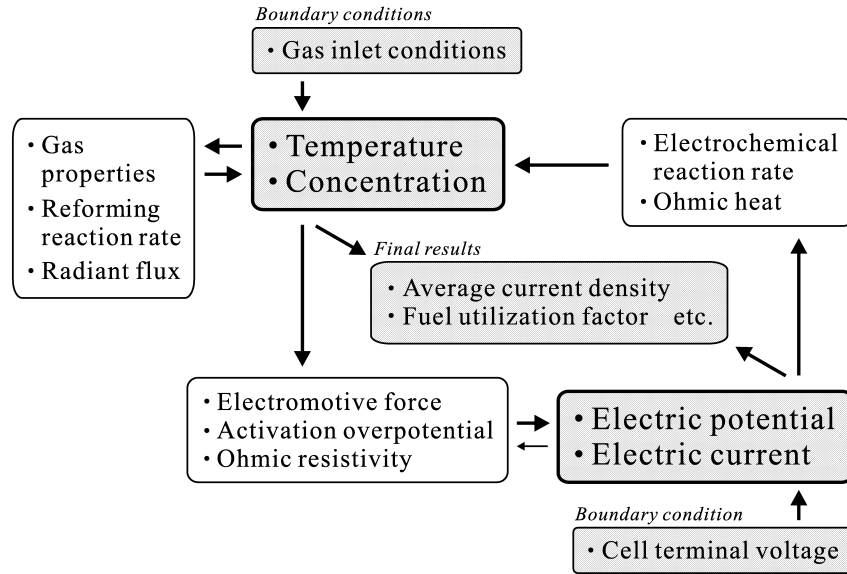 Boundary conditions
・Gas inlet conditions
・Gas
properties
・Reforming
reaction rate
・Radiant flux
・Temperature
・Concentration
・Electrochemical
reaction rate
・Ohmic heat
Final results
・Average current density
・Fuel utilization factor etc.
・Electromotive force
・Activation overpotential
・Ohmic resistivity
・Electric potential
・Electric current
Boundary condition
・Cell terminal voltage